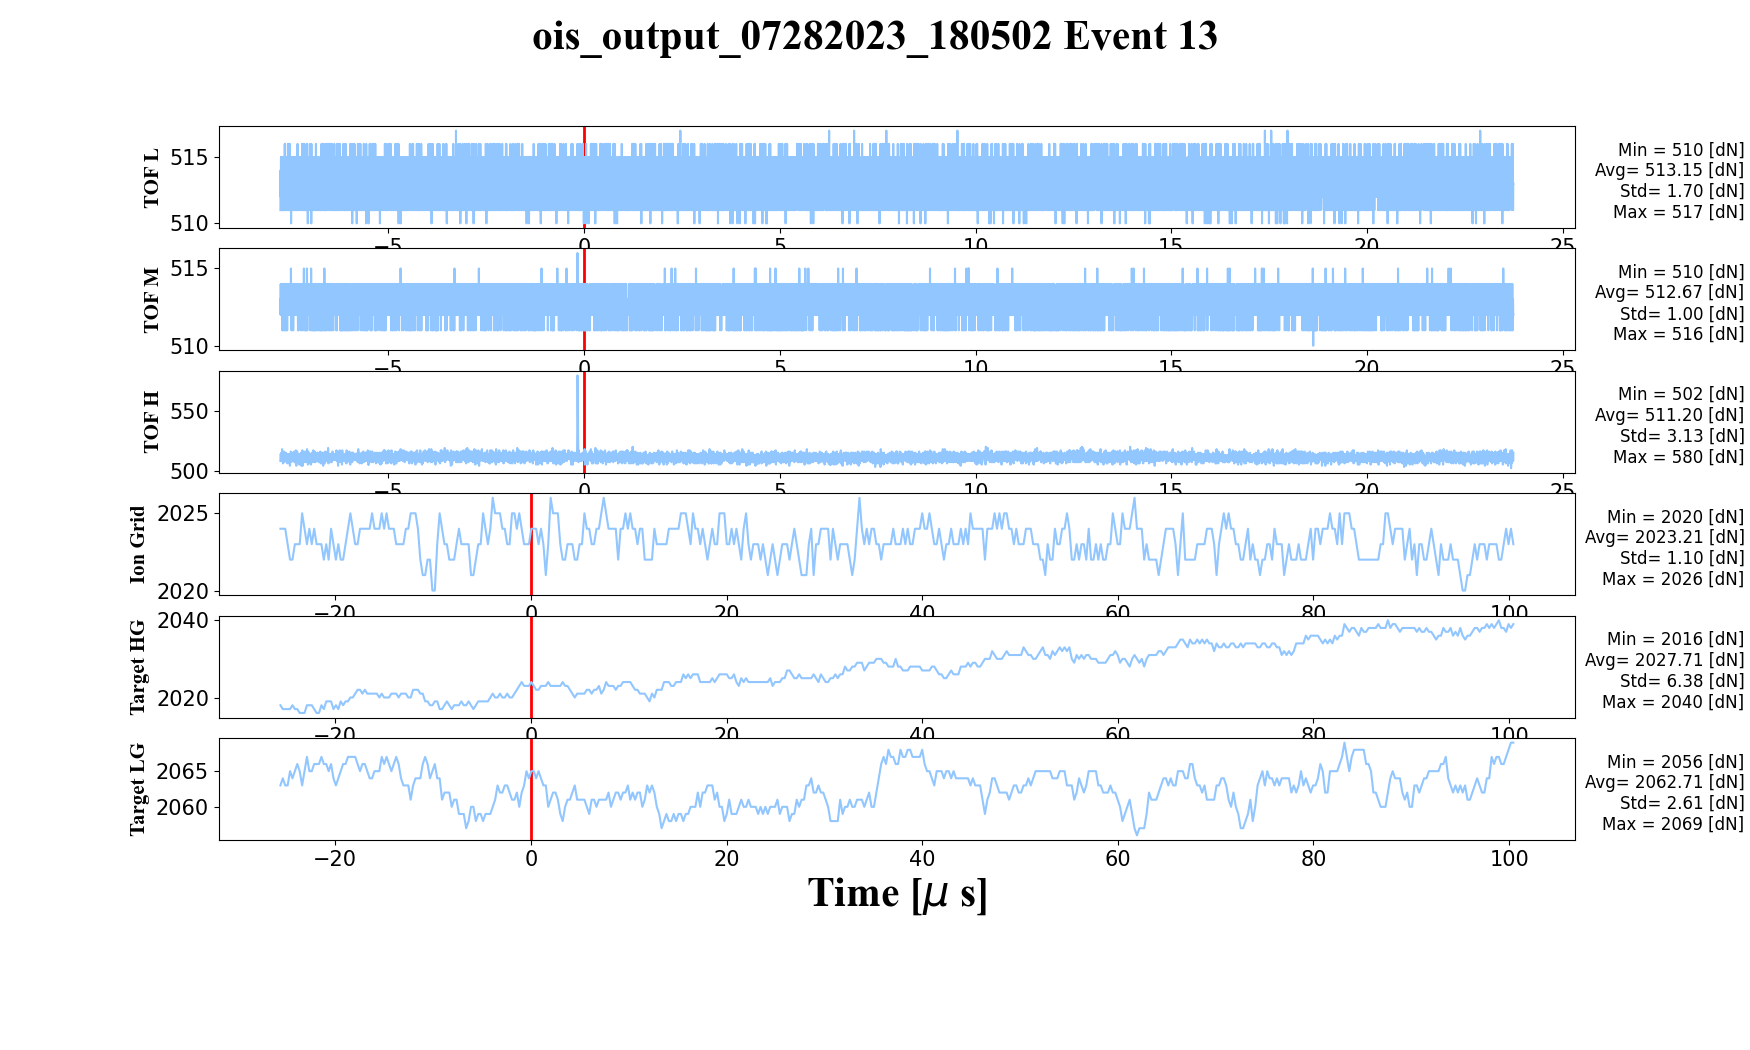 ois_output_07282023_180502 Event 13
TOF L
515
510
Min = 510 [dN]
Avg= 513.15 [dN]
Std= 1.70 [dN]
Max = 517 [dN]
−5 0 5 10 15 20 25
TOF M
515
510
Min = 510 [dN]
Avg= 512.67 [dN]
Std= 1.00 [dN]
Max = 516 [dN]
−5 0 5 10 15 20 25
TOF H
550
500
Min = 502 [dN]
Avg= 511.20 [dN]
Std= 3.13 [dN]
Max = 580 [dN]
−5 0 5 10 15 20 25
Ion Grid
2025
2020
Min = 2020 [dN]
Avg= 2023.21 [dN]
Std= 1.10 [dN]
Max = 2026 [dN]
−20 0 20 40 60 80 100
Target HG
2040
2020
Min = 2016 [dN]
Avg= 2027.71 [dN]
Std= 6.38 [dN]
Max = 2040 [dN]
−20 0 20 40 60 80 100
Target LG
2065
2060
Min = 2056 [dN]
Avg= 2062.71 [dN]
Std= 2.61 [dN]
Max = 2069 [dN]
−20 0 20 40 60 80 100
Time [μ s]